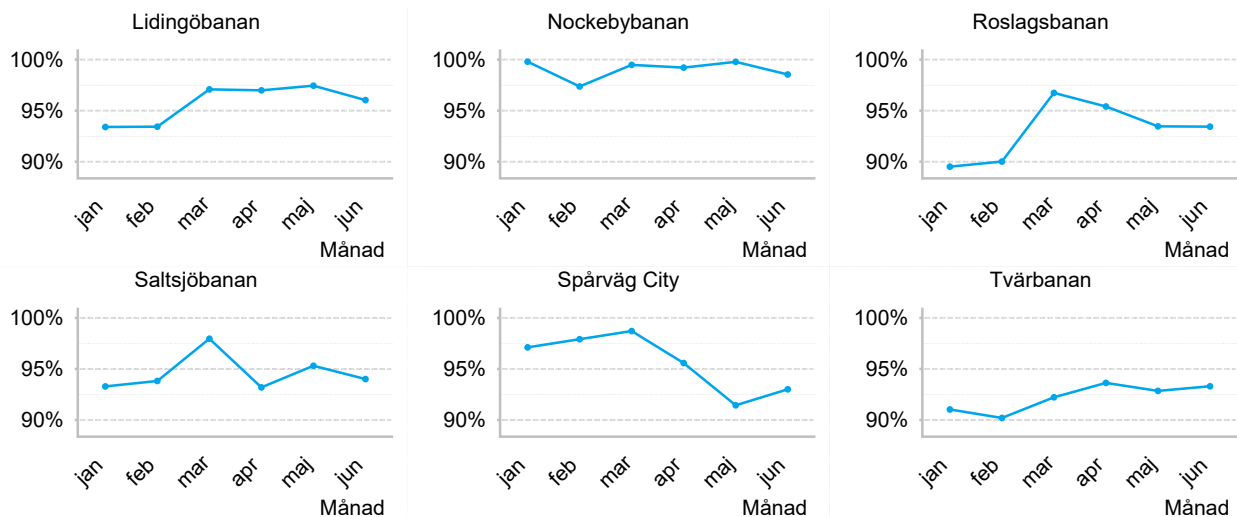 Lidingöbanan
100%
95%
90%
jan feb mar apr maj jun
Månad
Nockebybanan
100%
95%
90%
jan feb mar apr maj jun
Månad
Roslagsbanan
100%
95%
90%
jan feb mar apr maj jun
Månad
Saltsjöbanan
100%
95%
90%
jan feb mar apr maj jun
Månad
Spårväg City
100%
95%
90%
jan feb mar apr maj jun
Månad
Tvärbanan
100%
95%
90%
jan feb mar apr maj jun
Månad